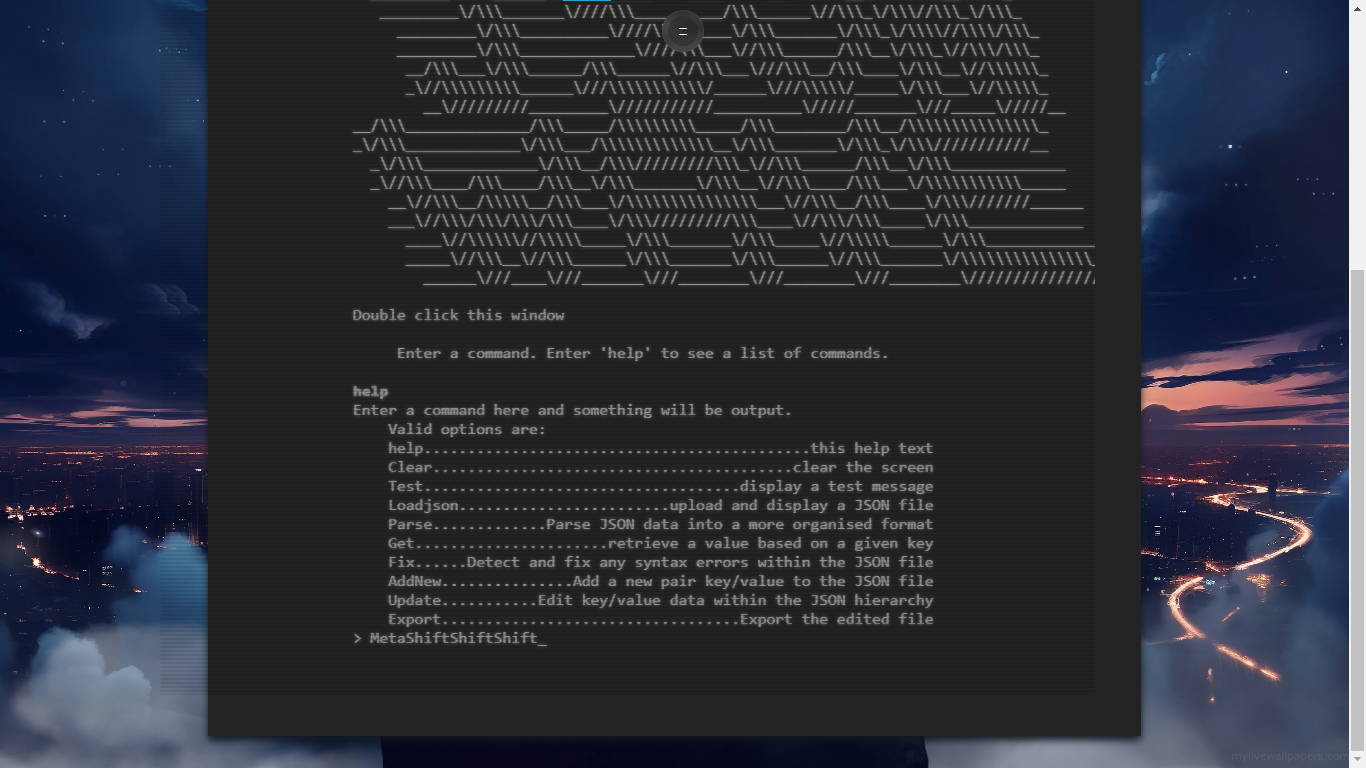 Double click this window
Enter a command. Enter 'help' to see a list of commands.
help
Enter a command here and something will be output.
Valid options are:
help............................................this help text
Clear.........................................clear the screen
Test...................................display a test message
Loadjson........................upload and display a JSON file
Parse.............Parse JSON data into a more organised format
Get......................retrieve a value based on a given key
Fix......Detect and fix any syntax errors within the JSON file
AddNew...............Add a new pair key/value to the JSON file
Update...........Edit key/value data within the JSON hierarchy
Export..................................Export the edited file
> MetaShiftShiftShift_
mylivewallpapers.com